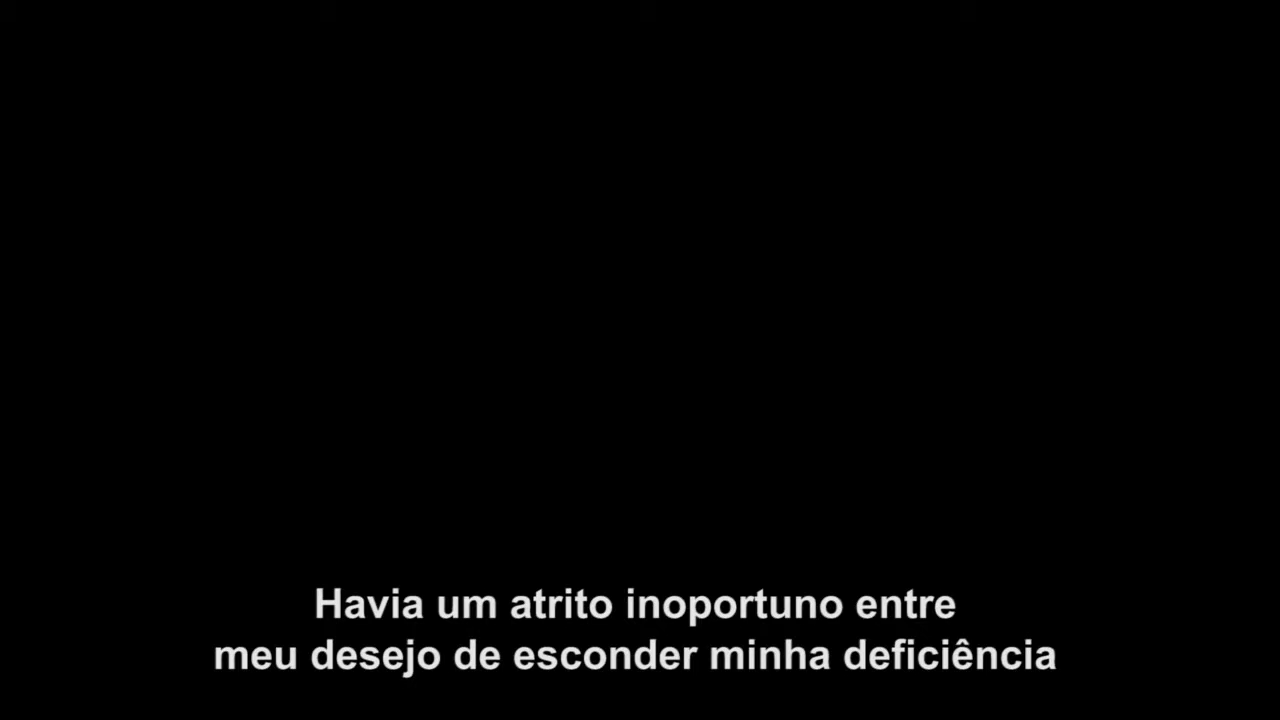 Havia um atrito inoportuno entre
meu desejo de esconder minha deficiência